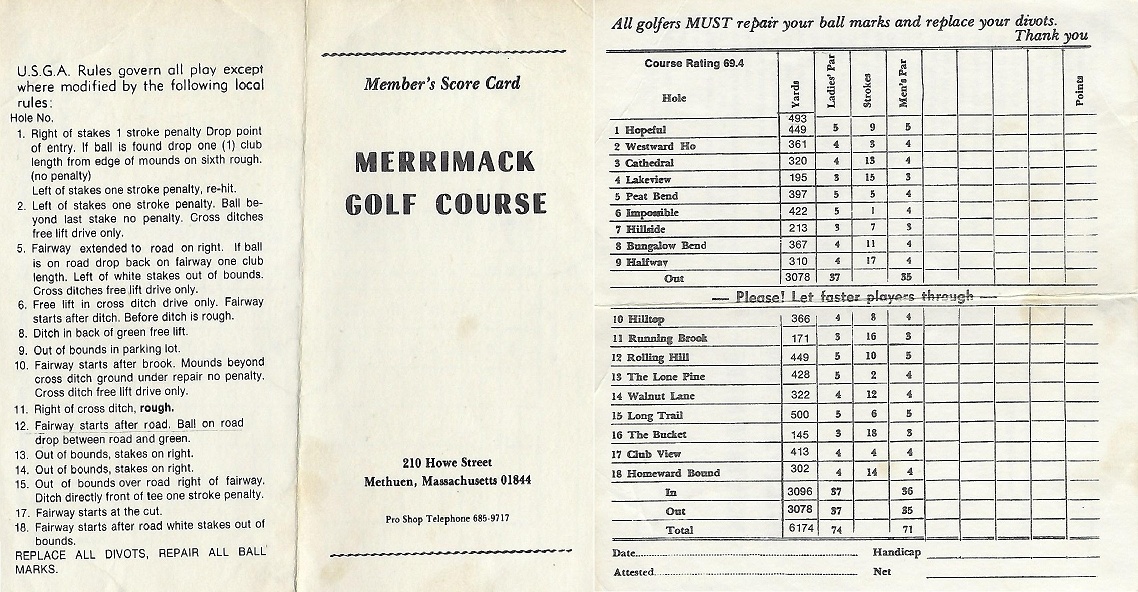 U.S.G.A. Rules govern all play except
where modified by the following local
rules:
Hole No.
1. Right of stakes 1 stroke penalty Drop point
of entry. If ball is found drop one (1) club
length from edge of mounds on sixth rough.
(no penalty)
Left of stakes one stroke penalty, re-hit.
2. Left of stakes one stroke penalty. Ball be-
yond last stake no penalty. Cross ditches
free lift drive only.
5. Fairway extended to road on right. If ball
is on road drop back on fairway one club
length. Left of white stakes out of bounds.
Cross ditches free lift drive only.
6. Free lift in cross ditch drive only. Fairway
starts after ditch. Before ditch is rough.
8. Ditch in back of green free lift.
9. Out of bounds in parking lot.
10. Fairway starts after brook. Mounds beyond
cross ditch ground under repair no penalty.
Cross ditch free lift drive only.
11. Right of cross ditch, rough.
12. Fairway starts after road. Ball on road
drop between road and green.
13. Out of bounds, stakes on right.
14. Out of bounds, stakes on right.
15. Out of bounds over road right of fairway.
Ditch directly front of tee one stroke penalty.
17. Fairway starts at the cut.
18. Fairway starts after road white stakes out of
bounds.
REPLACE ALL DIVOTS, REPAIR ALL BALL
MARKS.
Member's Score Card
MERRIMACK
GOLF COURSE
210 Howe Street
Methuen, Massachusetts 01844
Pro Shop Telephone 685-9717
All golfers MUST repair your ball marks and replace your divots.
Thank you
Course Rating 69.4
Hole Yards Ladies' Par Strokes Men's Par Points
493
1 Hopeful 449 5 9 5
2 Westward Ho 361 4 3 4
3 Cathedral 320 4 13 4
4 Lakeview 195 3 15 3
5 Peat Bend 397 5 5 4
6 Impossible 422 5 1 4
7 Hillside 213 3 7 3
8 Bungalow Bend 367 4 11 4
9 Halfway 310 4 17 4
Out 3078 37 35
— Please! Let faster players through —
10 Hilltop 366 4 8 4
11 Running Brook 171 3 16 3
12 Rolling Hill 449 5 10 5
13 The Lone Pine 428 5 2 4
14 Walnut Lane 322 4 12 4
15 Long Trail 500 5 6 5
16 The Bucket 145 3 18 3
17 Club View 413 4 4 4
18 Homeward Bound 302 4 14 4
In 3096 37 36
Out 3078 37 35
Total 6174 74 71
Date Handicap
Attested Net